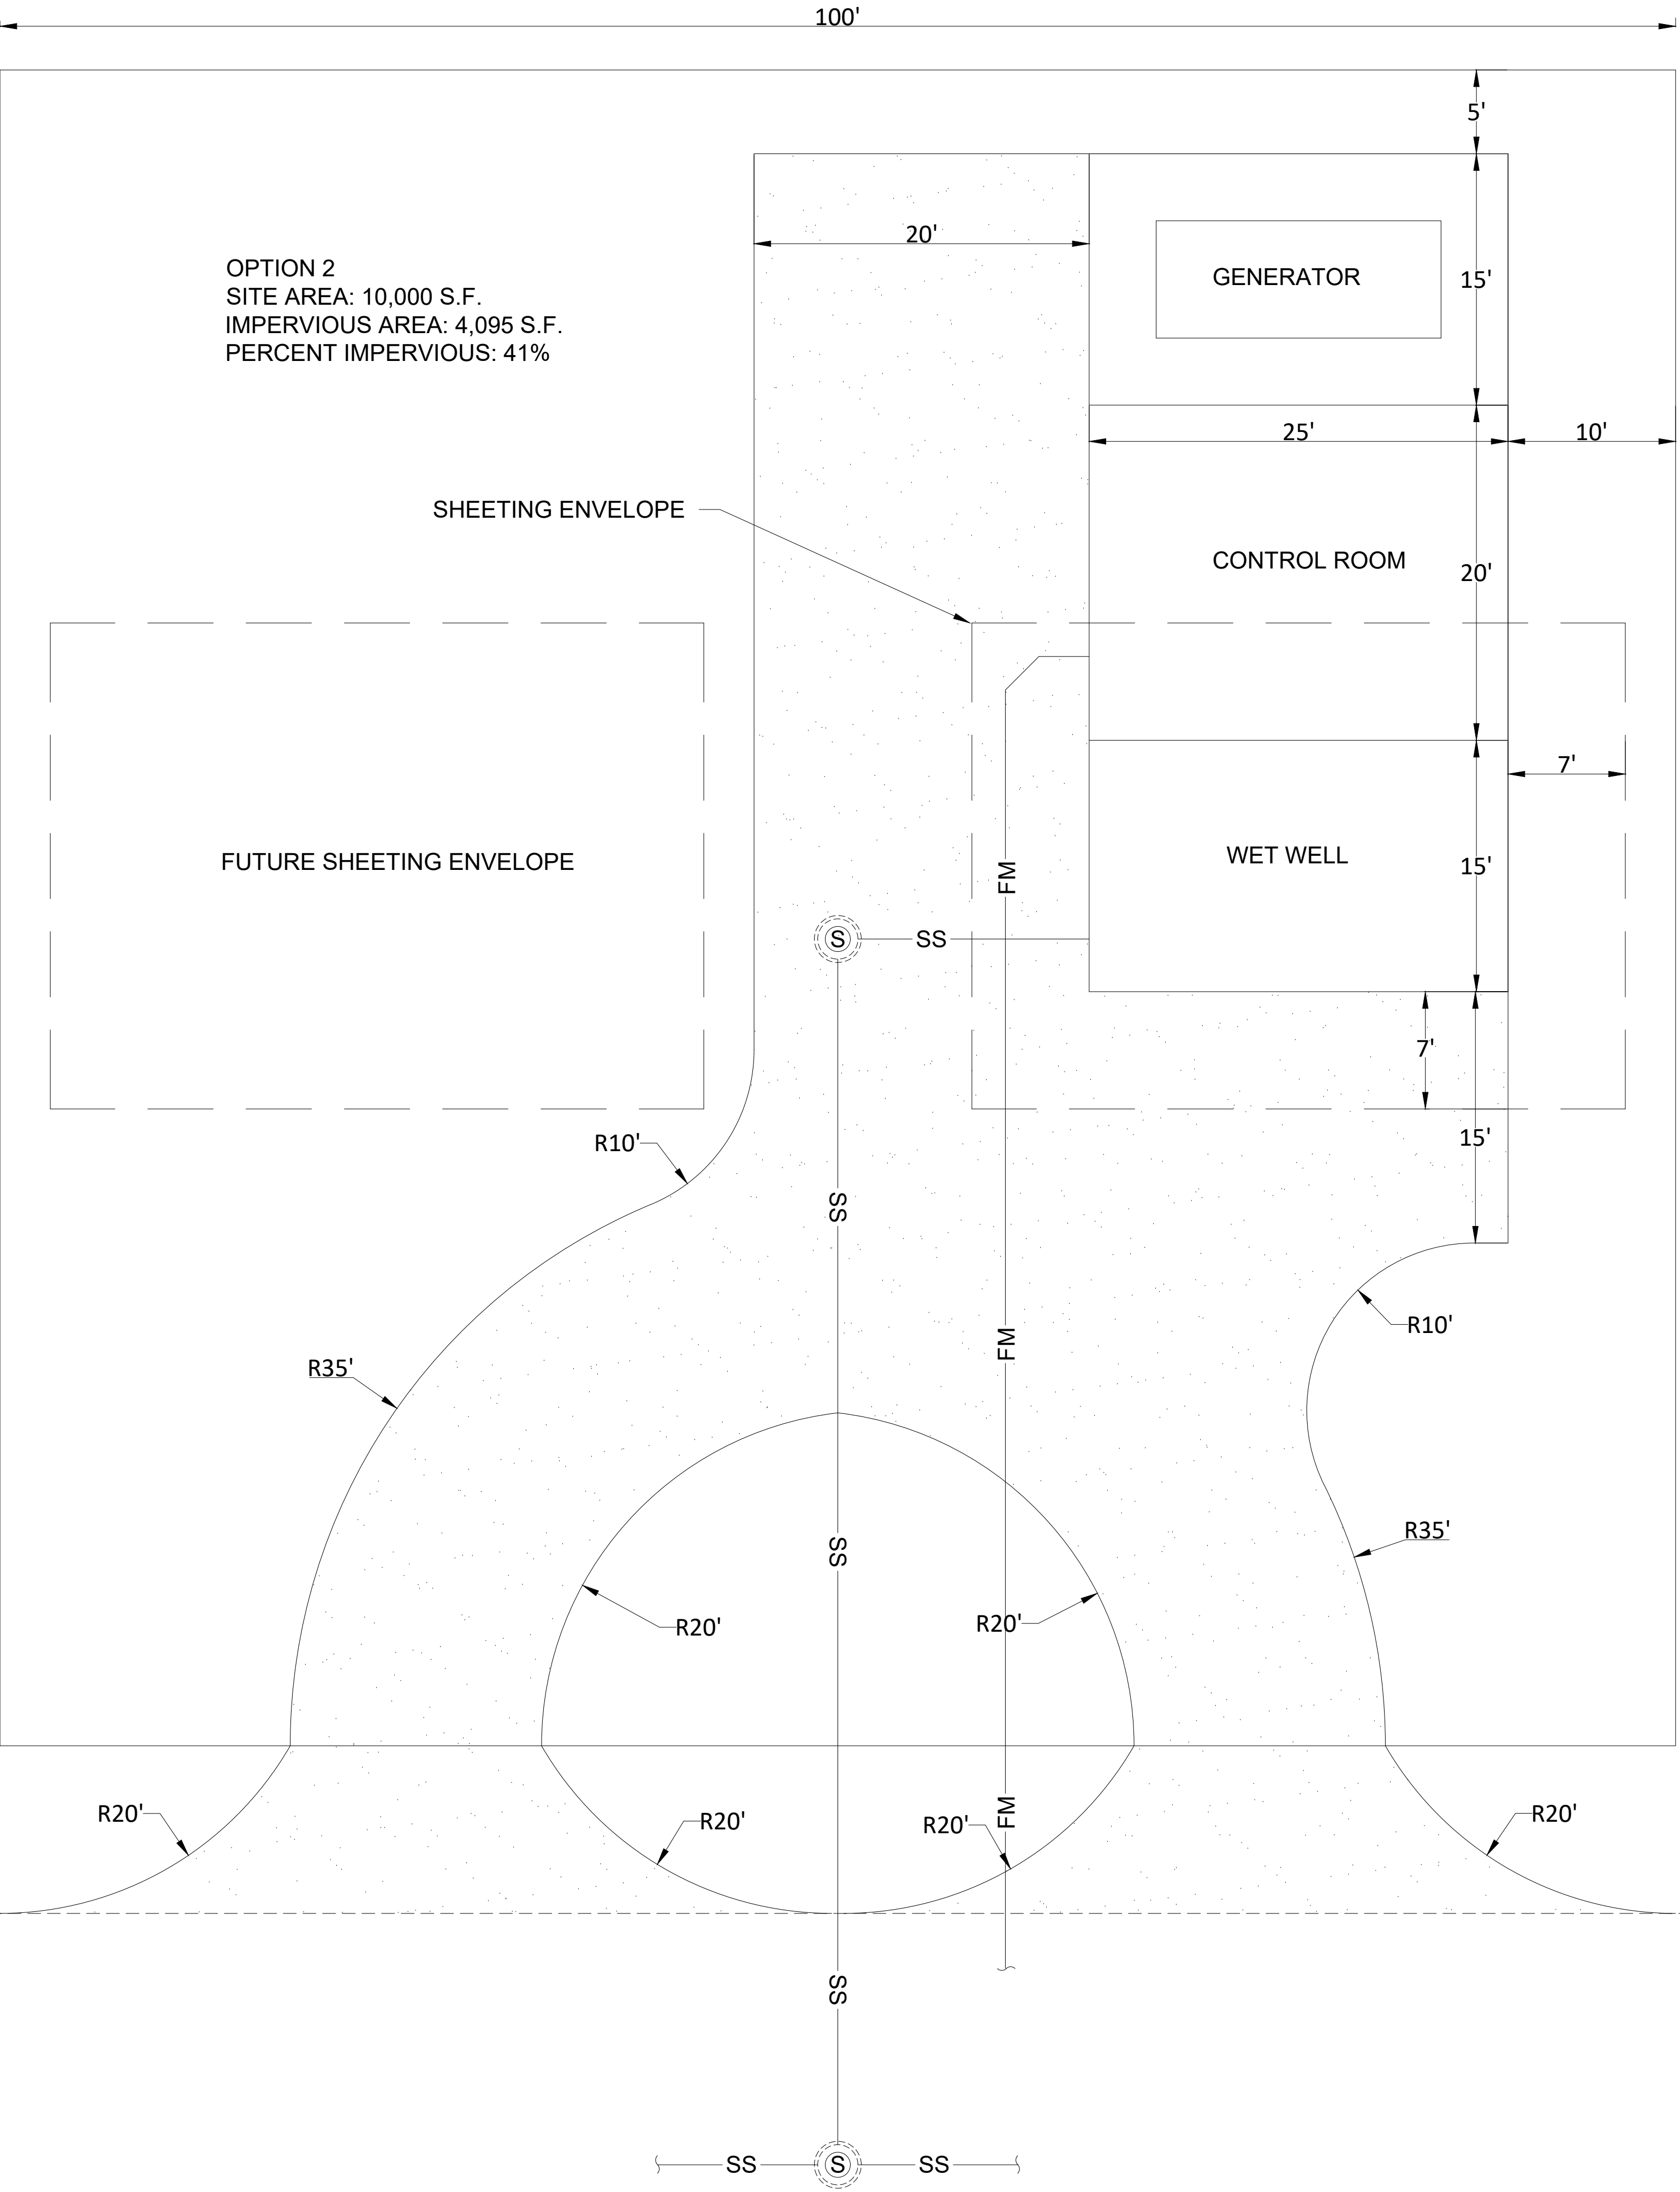 100'
5'
20'
GENERATOR
15'
OPTION 2
SITE AREA: 10,000 S.F.
IMPERVIOUS AREA: 4,095 S.F.
PERCENT IMPERVIOUS: 41%
25'
10'
SHEETING ENVELOPE
CONTROL ROOM
20'
7'
FUTURE SHEETING ENVELOPE
FM
WET WELL
15'
S
SS
7'
R10'
15'
SS
R10'
FM
R35'
R35'
SS
R20'
R20'
R20'
R20'
R20'
FM
R20'
SS
SS
S
SS